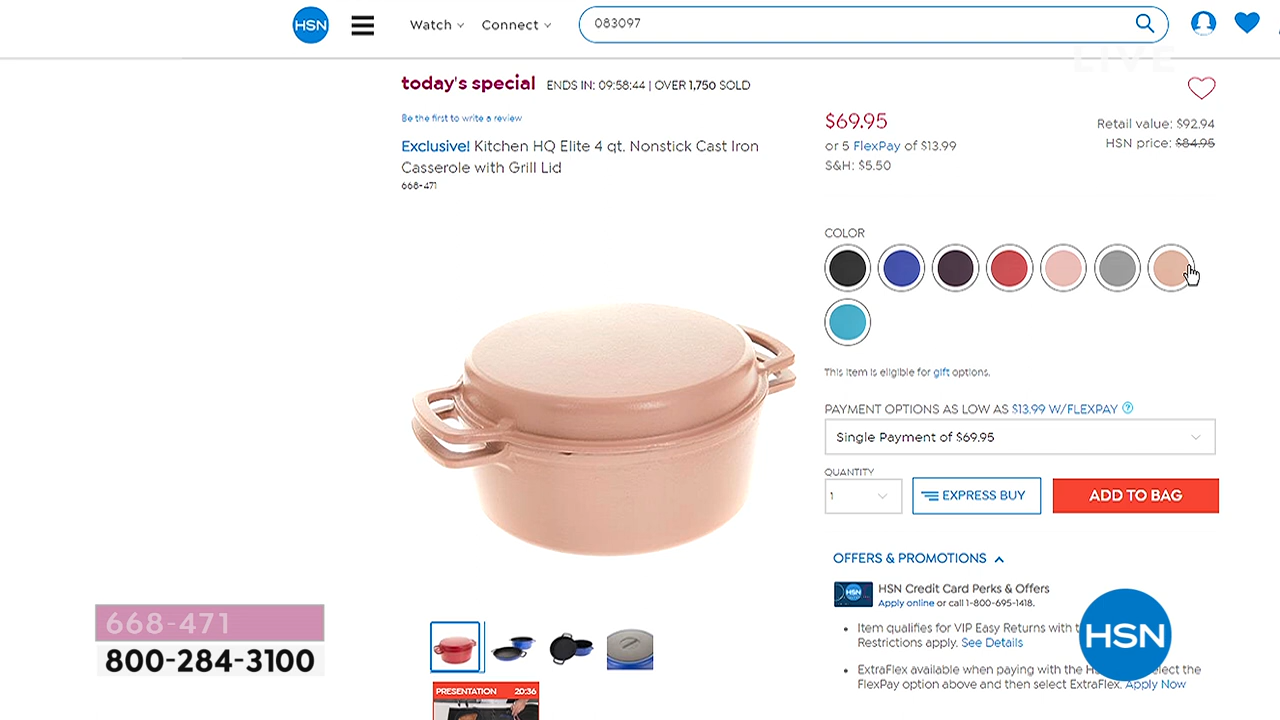 HSN
Watch
Connect
083097
LIVE
today's special ENDS IN: 09:58:44 | OVER 1,750 SOLD
Be the first to write a review
Exclusive! Kitchen HQ Elite 4 qt. Nonstick Cast Iron
Casserole with Grill Lid
668-471
$69.95
or 5 FlexPay of $13.99
S&H: $5.50
Retail value: $92.94
HSN price: $84.95
COLOR
This item is eligible for gift options.
PAYMENT OPTIONS AS LOW AS $13.99 W/FLEXPAY ?
Single Payment of $69.95
QUANTITY
1
EXPRESS BUY
ADD TO BAG
OFFERS & PROMOTIONS
HSN
HSN Credit Card Perks & Offers
Apply online or call 1-800-695-1418.
Item qualifies for VIP Easy Returns with
Restrictions apply. See Details
ExtraFlex available when paying with the the
FlexPay option above and then select ExtraFlex. Apply Now
HSN
668-471
800-284-3100
PRESENTATION 20:36